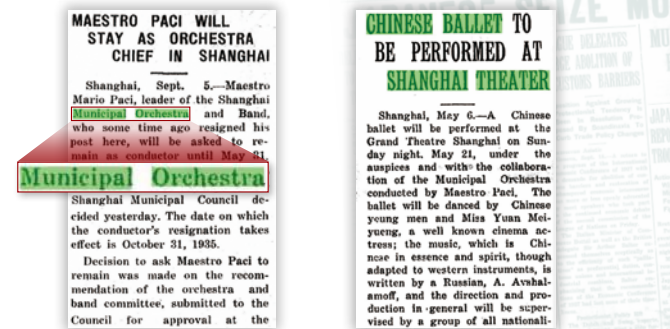 MAESTRO PACI WILL
STAY AS ORCHESTRA
CHIEF IN SHANGHAI
Shanghai, Sept. 5.—Maestro
Mario Paci, leader of the Shanghai
Municipal Orchestra and Band,
who some time ago resigned his
post here, will be asked to re-
main as conductor until May 31,
Municipal Orchestra
Shanghai Municipal Council de-
cided yesterday. The date on which
the conductor's resignation takes
effect is October 31, 1935.
Decision to ask Maestro Paci to
remain was made on the recom-
mendation of the orchestra and
band committee, submitted to the
Council for approval at the
CHINESE BALLET TO
BE PERFORMED AT
SHANGHAI THEATER
Shanghai, May 6.—A Chinese
ballet will be performed at the
Grand Theatre Shanghai on Sun-
day night, May 21, under the
auspices and with the collabora-
tion of the Municipal Orchestra
conducted by Maestro Paci. The
ballet will be danced by Chinese
yeung men and Miss Yuan Mei-
yueng, a well known cinema ac-
tress; the music, which is Chi-
nese in essence and spirit, though
adapted to western instruments, is
written by a Russian, A. Avshal-
amoff, and the direction and pro-
duction in general will be super-
vised by a group of all nationali-